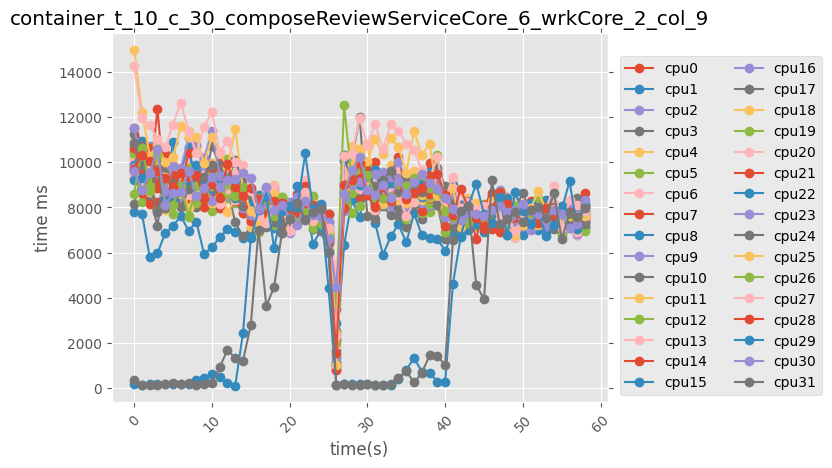 container_t_10_c_30_composeReviewServiceCore_6_wrkCore_2_col_9
time ms
14000
12000
10000
8000
6000
4000
2000
0
0
10
20
30
40
50
60
time(s)
cpu0
cpu1
cpu2
cpu3
cpu4
cpu5
cpu6
cpu7
cpu8
cpu9
cpu10
cpu11
cpu12
cpu13
cpu14
cpu15
cpu16
cpu17
cpu18
cpu19
cpu20
cpu21
cpu22
cpu23
cpu24
cpu25
cpu26
cpu27
cpu28
cpu29
cpu30
cpu31